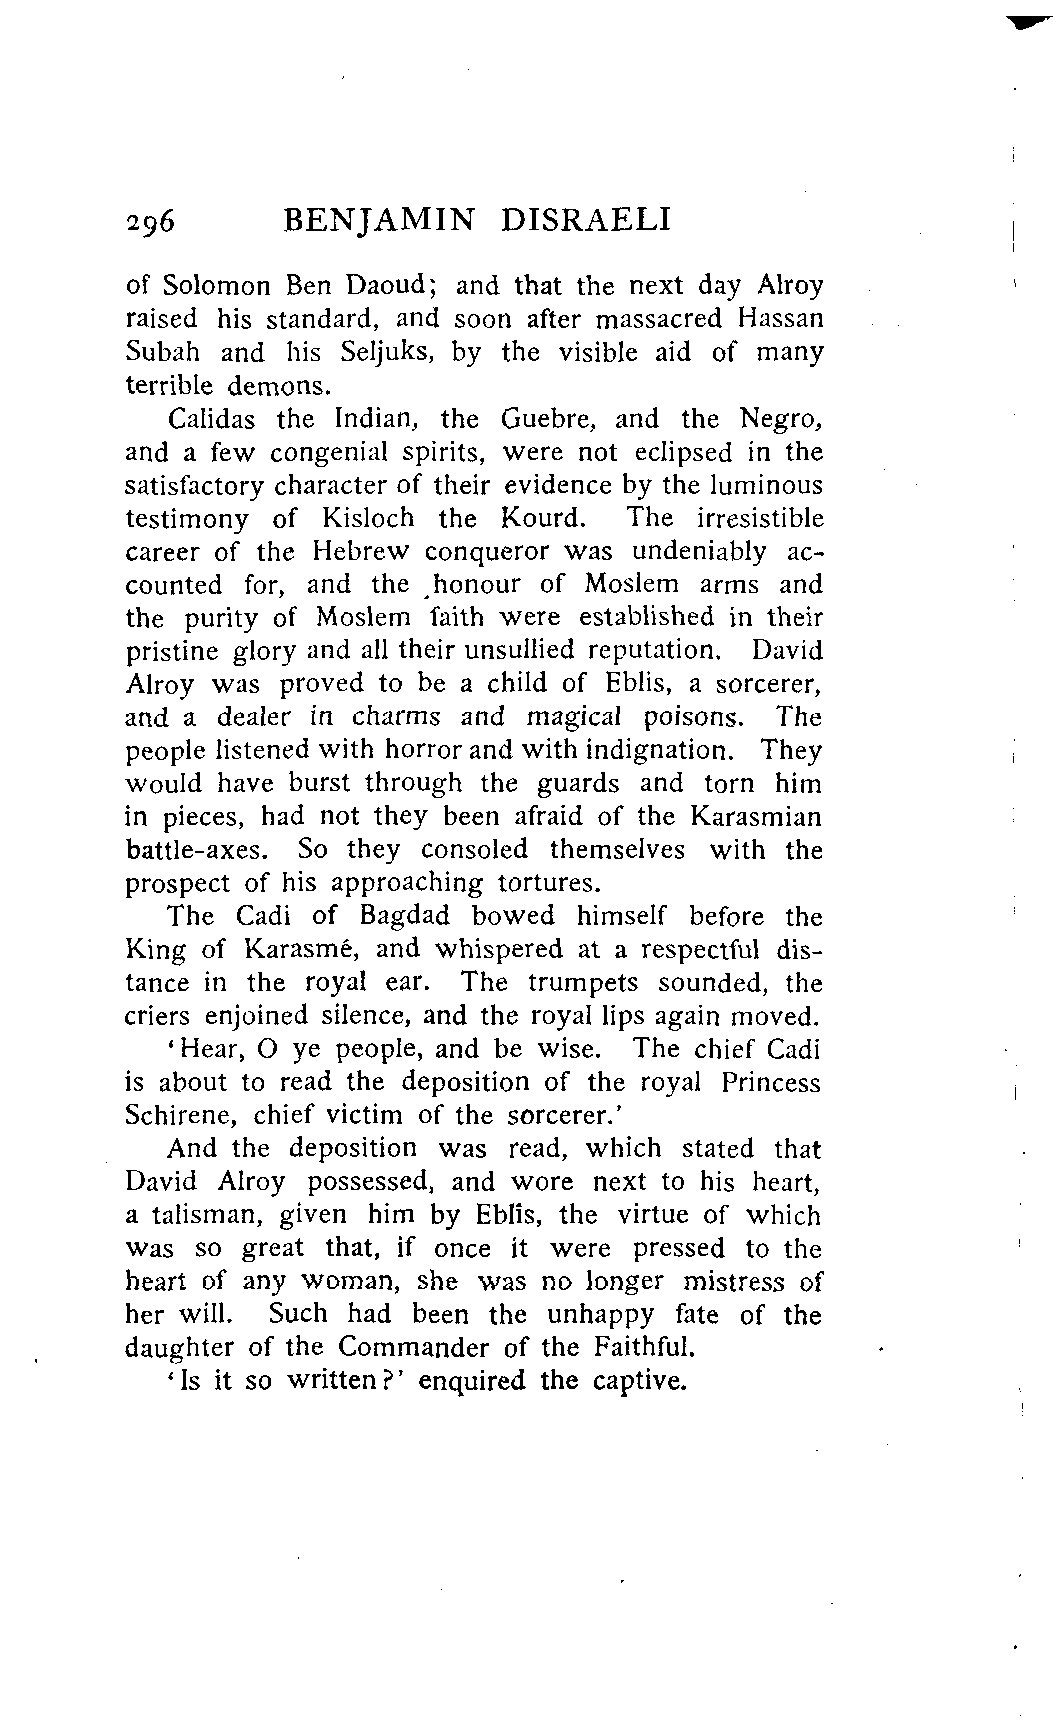 296 BENJAMIN DISRAELI
of Solomon Ben Daoud; and that the next day Alroy
raised his standard, and soon after massacred Hassan
Subah and his Seljuks, by the visible aid of many
terrible demons.
Calidas the Indian, the Guebre, and the Negro,
and a few congenial spirits, were not eclipsed in the
satisfactory character of their evidence by the luminous
testimony of Kisloch the Kourd. The irresistible
career of the Hebrew conqueror was undeniably ac-
counted for, and the honour of Moslem arms and
the purity of Moslem faith were established in their
pristine glory and all their unsullied reputation. David
Alroy was proved to be a child of Eblis, a sorcerer,
and a dealer in charms and magical poisons. The
people listened with horror and with indignation. They
would have burst through the guards and torn him
in pieces, had not they been afraid of the Karasmian
battle-axes. So they consoled themselves with the
prospect of his approaching tortures.
The Cadi of Bagdad bowed himself before the
King of Karasmé, and whispered at a respectful dis-
tance in the royal ear. The trumpets sounded, the
criers enjoined silence, and the royal lips again moved.
‘Hear, O ye people, and be wise. The chief Cadi
is about to read the deposition of the royal Princess
Schirene, chief victim of the sorcerer.’
And the deposition was read, which stated that
David Alroy possessed, and wore next to his heart,
a talisman, given him by Eblis, the virtue of which
was so great that, if once it were pressed to the
heart of any woman, she was no longer mistress of
her will. Such had been the unhappy fate of the
daughter of the Commander of the Faithful.
‘Is it so written?’ enquired the captive.